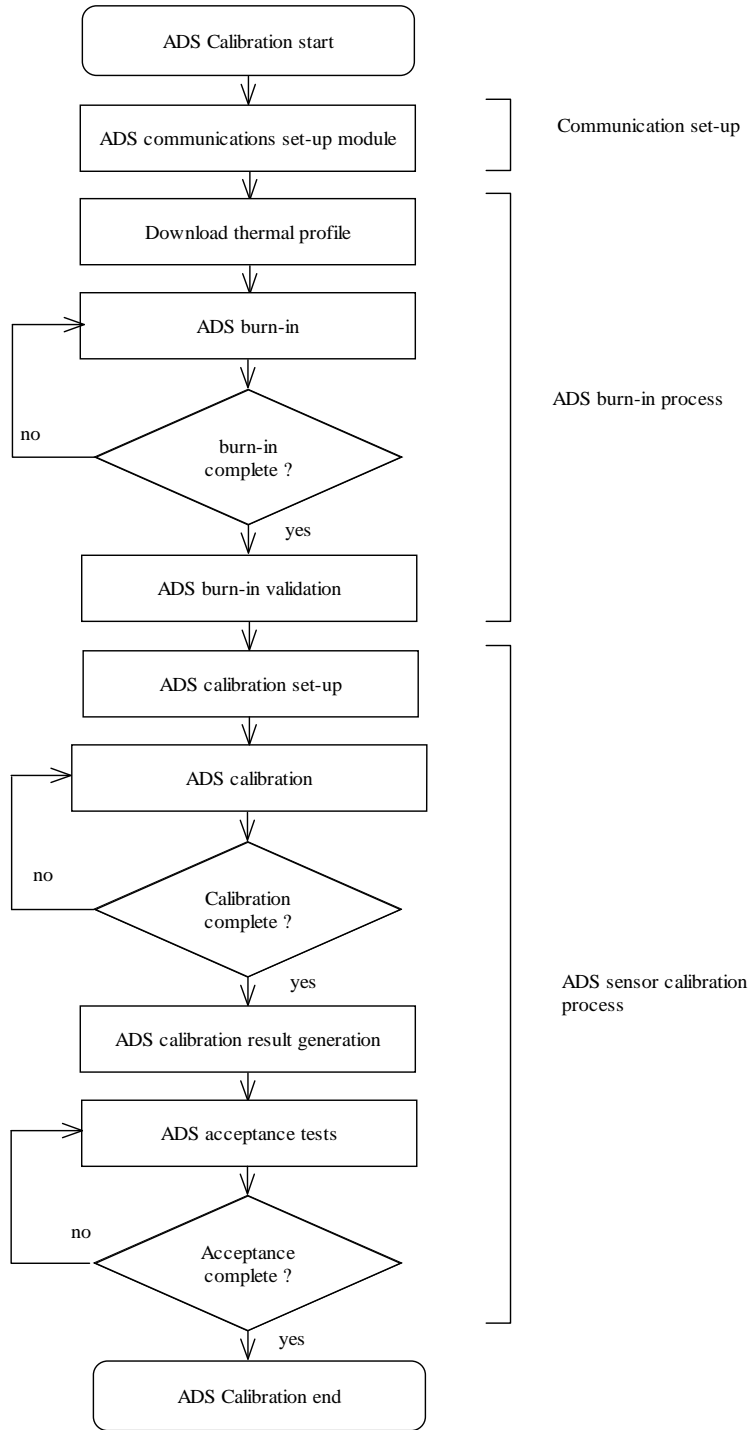 ADS Calibration start
ADS communications set-up module
Communication set-up
Download thermal profile
ADS burn-in
ADS burn-in process
no
burn-in
complete ?
yes
ADS burn-in validation
ADS calibration set-up
ADS calibration
no
Calibration
complete ?
yes
ADS sensor calibration
process
ADS calibration result generation
ADS acceptance tests
no
Acceptance
complete ?
yes
ADS Calibration end